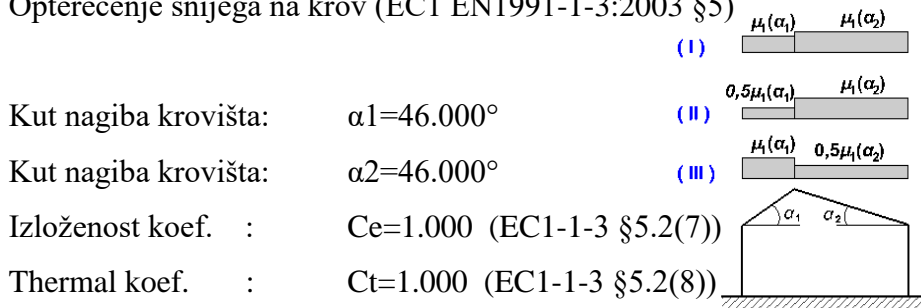 Opterećenje snijega na krov (EC1 EN1991-1-3:2003 §5)
μ₁(α₁) μ₁(α₂)
( I )
0,5μ₁(α₁) μ₁(α₂)
Kut nagiba krovišta: α1=46.000° ( II )
μ₁(α₁) 0,5μ₁(α₂)
Kut nagiba krovišta: α2=46.000° ( III )
Izloženost koef. : Ce=1.000 (EC1-1-3 §5.2(7)) α₁ α₂
Thermal koef. : Ct=1.000 (EC1-1-3 §5.2(8))